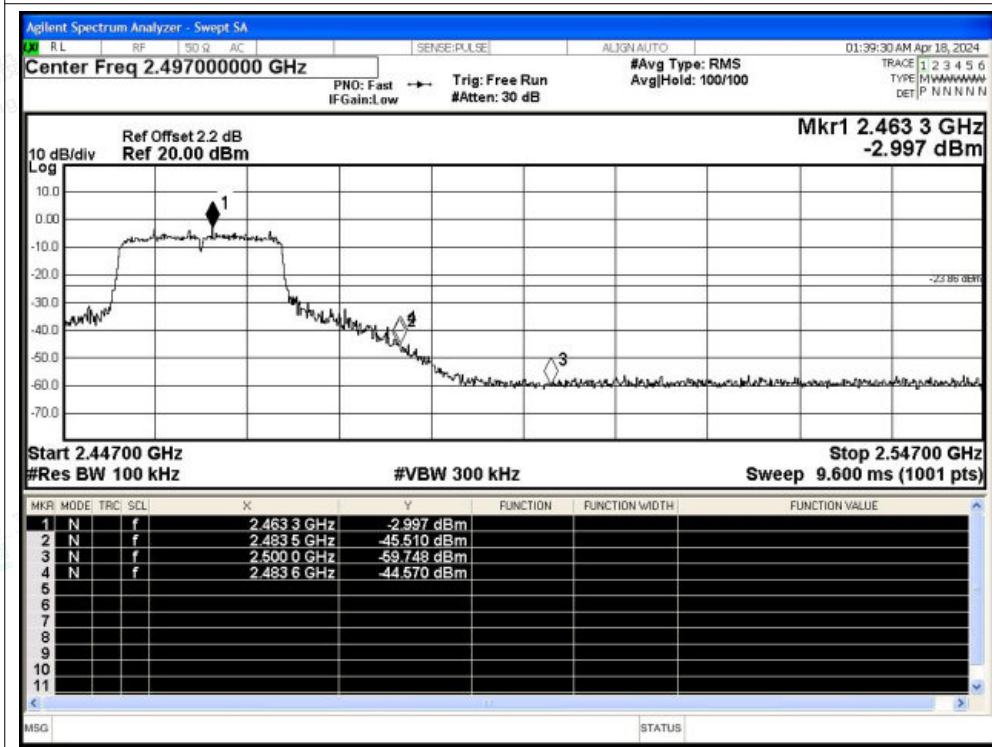 Agilent Spectrum Analyzer - Swept SA
LXI RL RF 50 Ω AC SENSE:PULSE ALIGN AUTO 01:39:30 AM Apr 18, 2024
Center Freq 2.497000000 GHz #Avg Type: RMS TRACE 1 2 3 4 5 6
PNO: Fast Trig: Free Run Avg|Hold: 100/100 TYPE M
IFGain:Low #Atten: 30 dB DET P N N N N N
Mkr1 2.463 3 GHz
-2.997 dBm
Ref Offset 2.2 dB
10 dB/div Ref 20.00 dBm
Log
10.0
1
0.00
-10.0
-20.0
-23.86 dBm
-30.0
-40.0
-50.0
3
-60.0
-70.0
Start 2.44700 GHz Stop 2.54700 GHz
#Res BW 100 kHz #VBW 300 kHz Sweep 9.600 ms (1001 pts)
MKR MODE TRC SCL X Y FUNCTION FUNCTION WIDTH FUNCTION VALUE
1 N f 2.463 3 GHz -2.997 dBm
2 N f 2.483 5 GHz -45.510 dBm
3 N f 2.500 0 GHz -59.748 dBm
4 N f 2.483 6 GHz -44.570 dBm
5
6
7
8
9
10
11
MSG STATUS